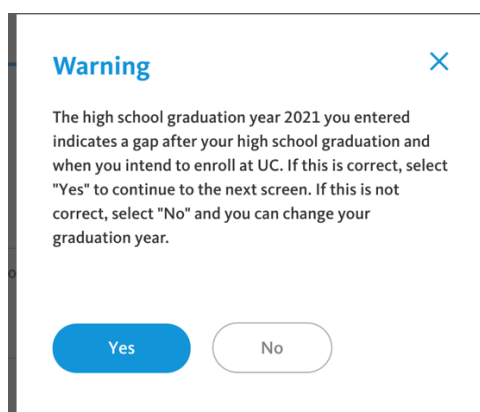 Warning
The high school graduation year 2021 you entered
indicates a gap after your high school graduation and
when you intend to enroll at UC. If this is correct, select
"Yes" to continue to the next screen. If this is not
correct, select "No" and you can change your
graduation year.
Yes
No